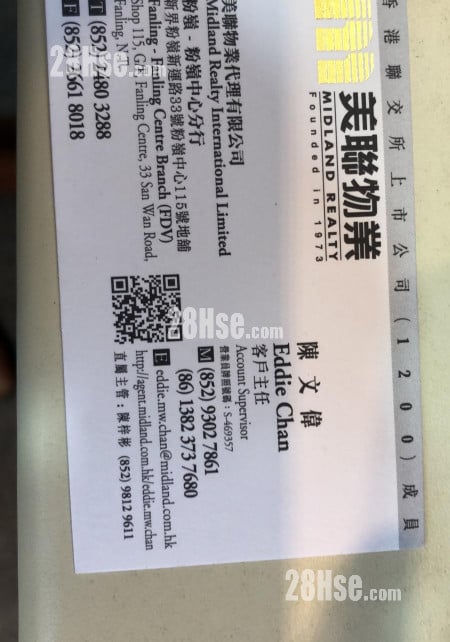 香港聯交所上市公司(1200)成員
美聯物業
MIDLAND REALTY
Founded in 1973
陳文偉
Eddie Chan
客戶主任
Account Supervisor
營業員牌照號碼:S-469357
M (852) 9302 7861
(86) 1382 373 7680
E eddie.mw.chan@midland.com.hk
http://agent.midland.com.hk/eddie.mw.chan
直屬主管:陳梓彬 (852) 9812 9611
美聯物業代理有限公司
Midland Realty International Limited
粉嶺 - 粉嶺中心分行
新界粉嶺新運路33號粉嶺中心115號地舖
Fanling - Fanling Centre Branch (FDV)
Shop 115, G/F, Fanling Centre, 33 San Wan Road,
Fanling, N
T (852) 2680 3288
F (852) 2661 8018
28Hse.com
28Hse.com
28Hse.com